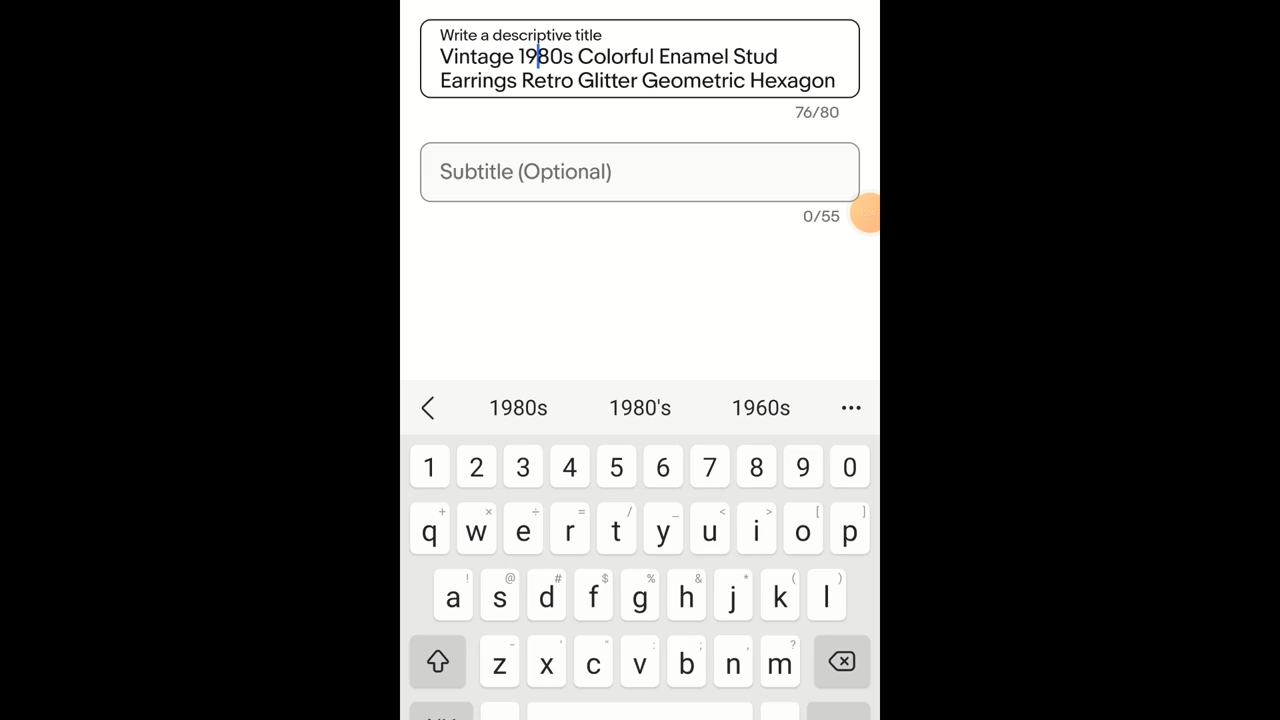 Write a descriptive title
Vintage 1980s Colorful Enamel Stud
Earrings Retro Glitter Geometric Hexagon
76/80
Subtitle (Optional)
0/55
1980s 1980's 1960s
1 2 3 4 5 6 7 8 9 0
+ × ÷ = / _ < > [ ]
q w e r t y u i o p
! @ # $ % & * ( )
a s d f g h j k l
- ' " : ; , ?
z x c v b n m